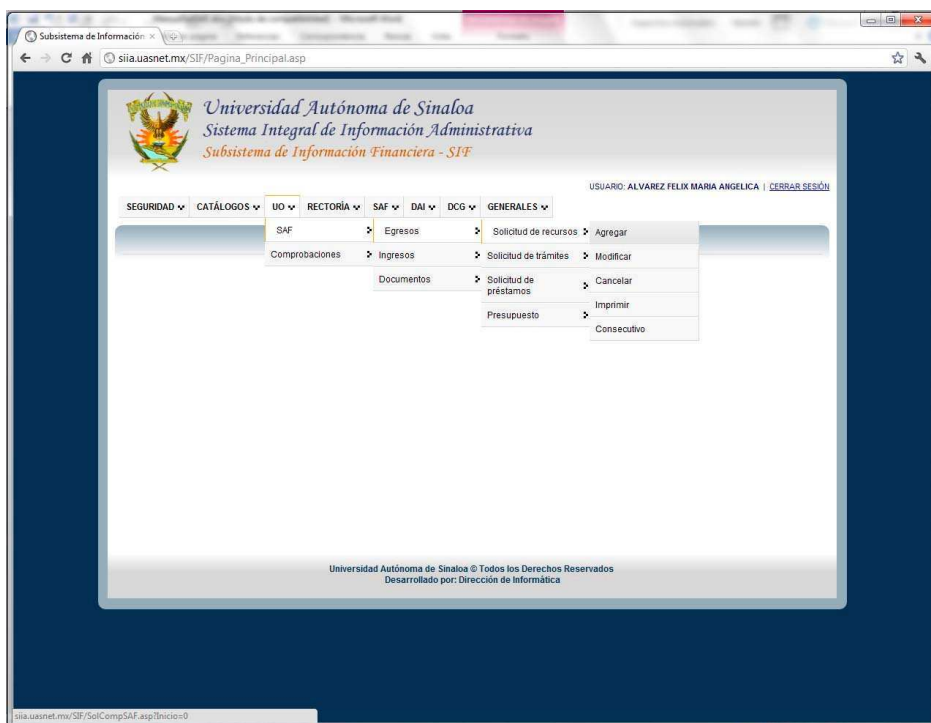 Subsistema de Información
siia.uasnet.mx/SIF/Pagina_Principal.asp
Universidad Autónoma de Sinaloa
Sistema Integral de Información Administrativa
Subsistema de Información Financiera - SIF
USUARIO: ALVAREZ FELIX MARIA ANGELICA | CERRAR SESIÓN
SEGURIDAD CATÁLOGOS UO RECTORÍA SAF DAI DCG GENERALES
SAF Egresos Solicitud de recursos Agregar
Comprobaciones Ingresos Solicitud de trámites Modificar
Documentos Solicitud de préstamos Cancelar
Imprimir
Presupuesto
Consecutivo
Universidad Autónoma de Sinaloa © Todos los Derechos Reservados
Desarrollado por: Dirección de Informática
siia.uasnet.mx/SIF/SolCompSAF.asp?Inicio=0